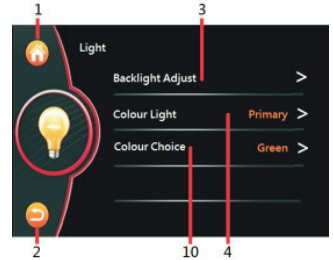 1
3
Light
Backlight Adjust >
Colour Light Primary >
Colour Choice Green >
2
10
4